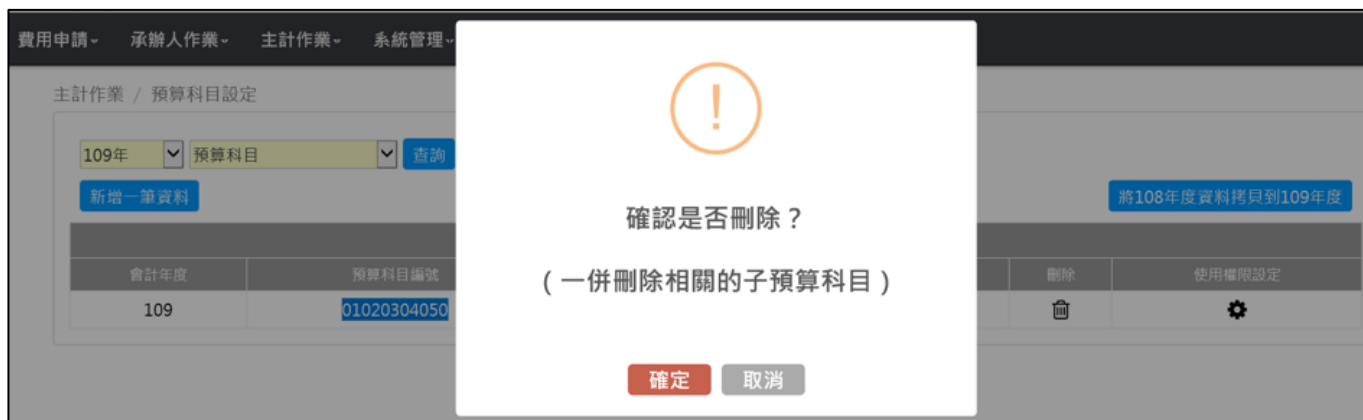 費用申請 承辦人作業 主計作業 系統管理
主計作業 / 預算科目設定
109年 預算科目 查詢
新增一筆資料 將108年度資料拷貝到109年度
會計年度 預算科目編號 刪除 使用權限設定
109 01020304050
!
確認是否刪除？
（一併刪除相關的子預算科目）
確定 取消